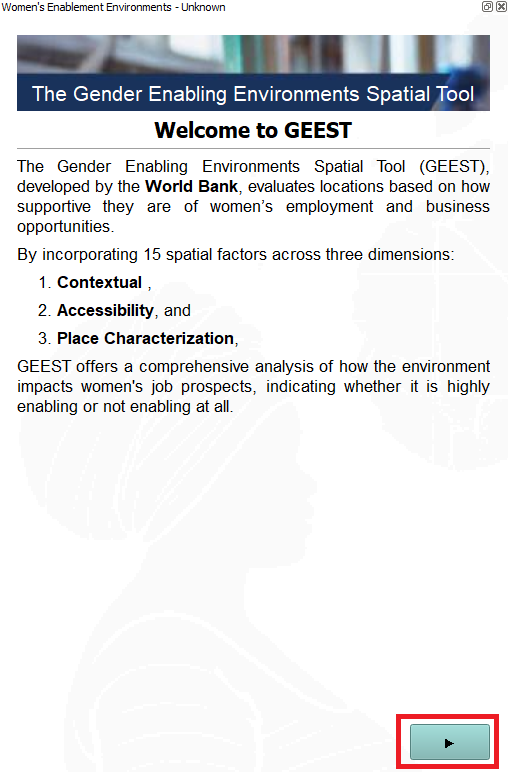 Women's Enablement Environments - Unknown
The Gender Enabling Environments Spatial Tool
Welcome to GEEST
The Gender Enabling Environments Spatial Tool (GEEST),
developed by the World Bank, evaluates locations based on how
supportive they are of women’s employment and business
opportunities.
By incorporating 15 spatial factors across three dimensions:
1. Contextual ,
2. Accessibility, and
3. Place Characterization,
GEEST offers a comprehensive analysis of how the environment
impacts women's job prospects, indicating whether it is highly
enabling or not enabling at all.